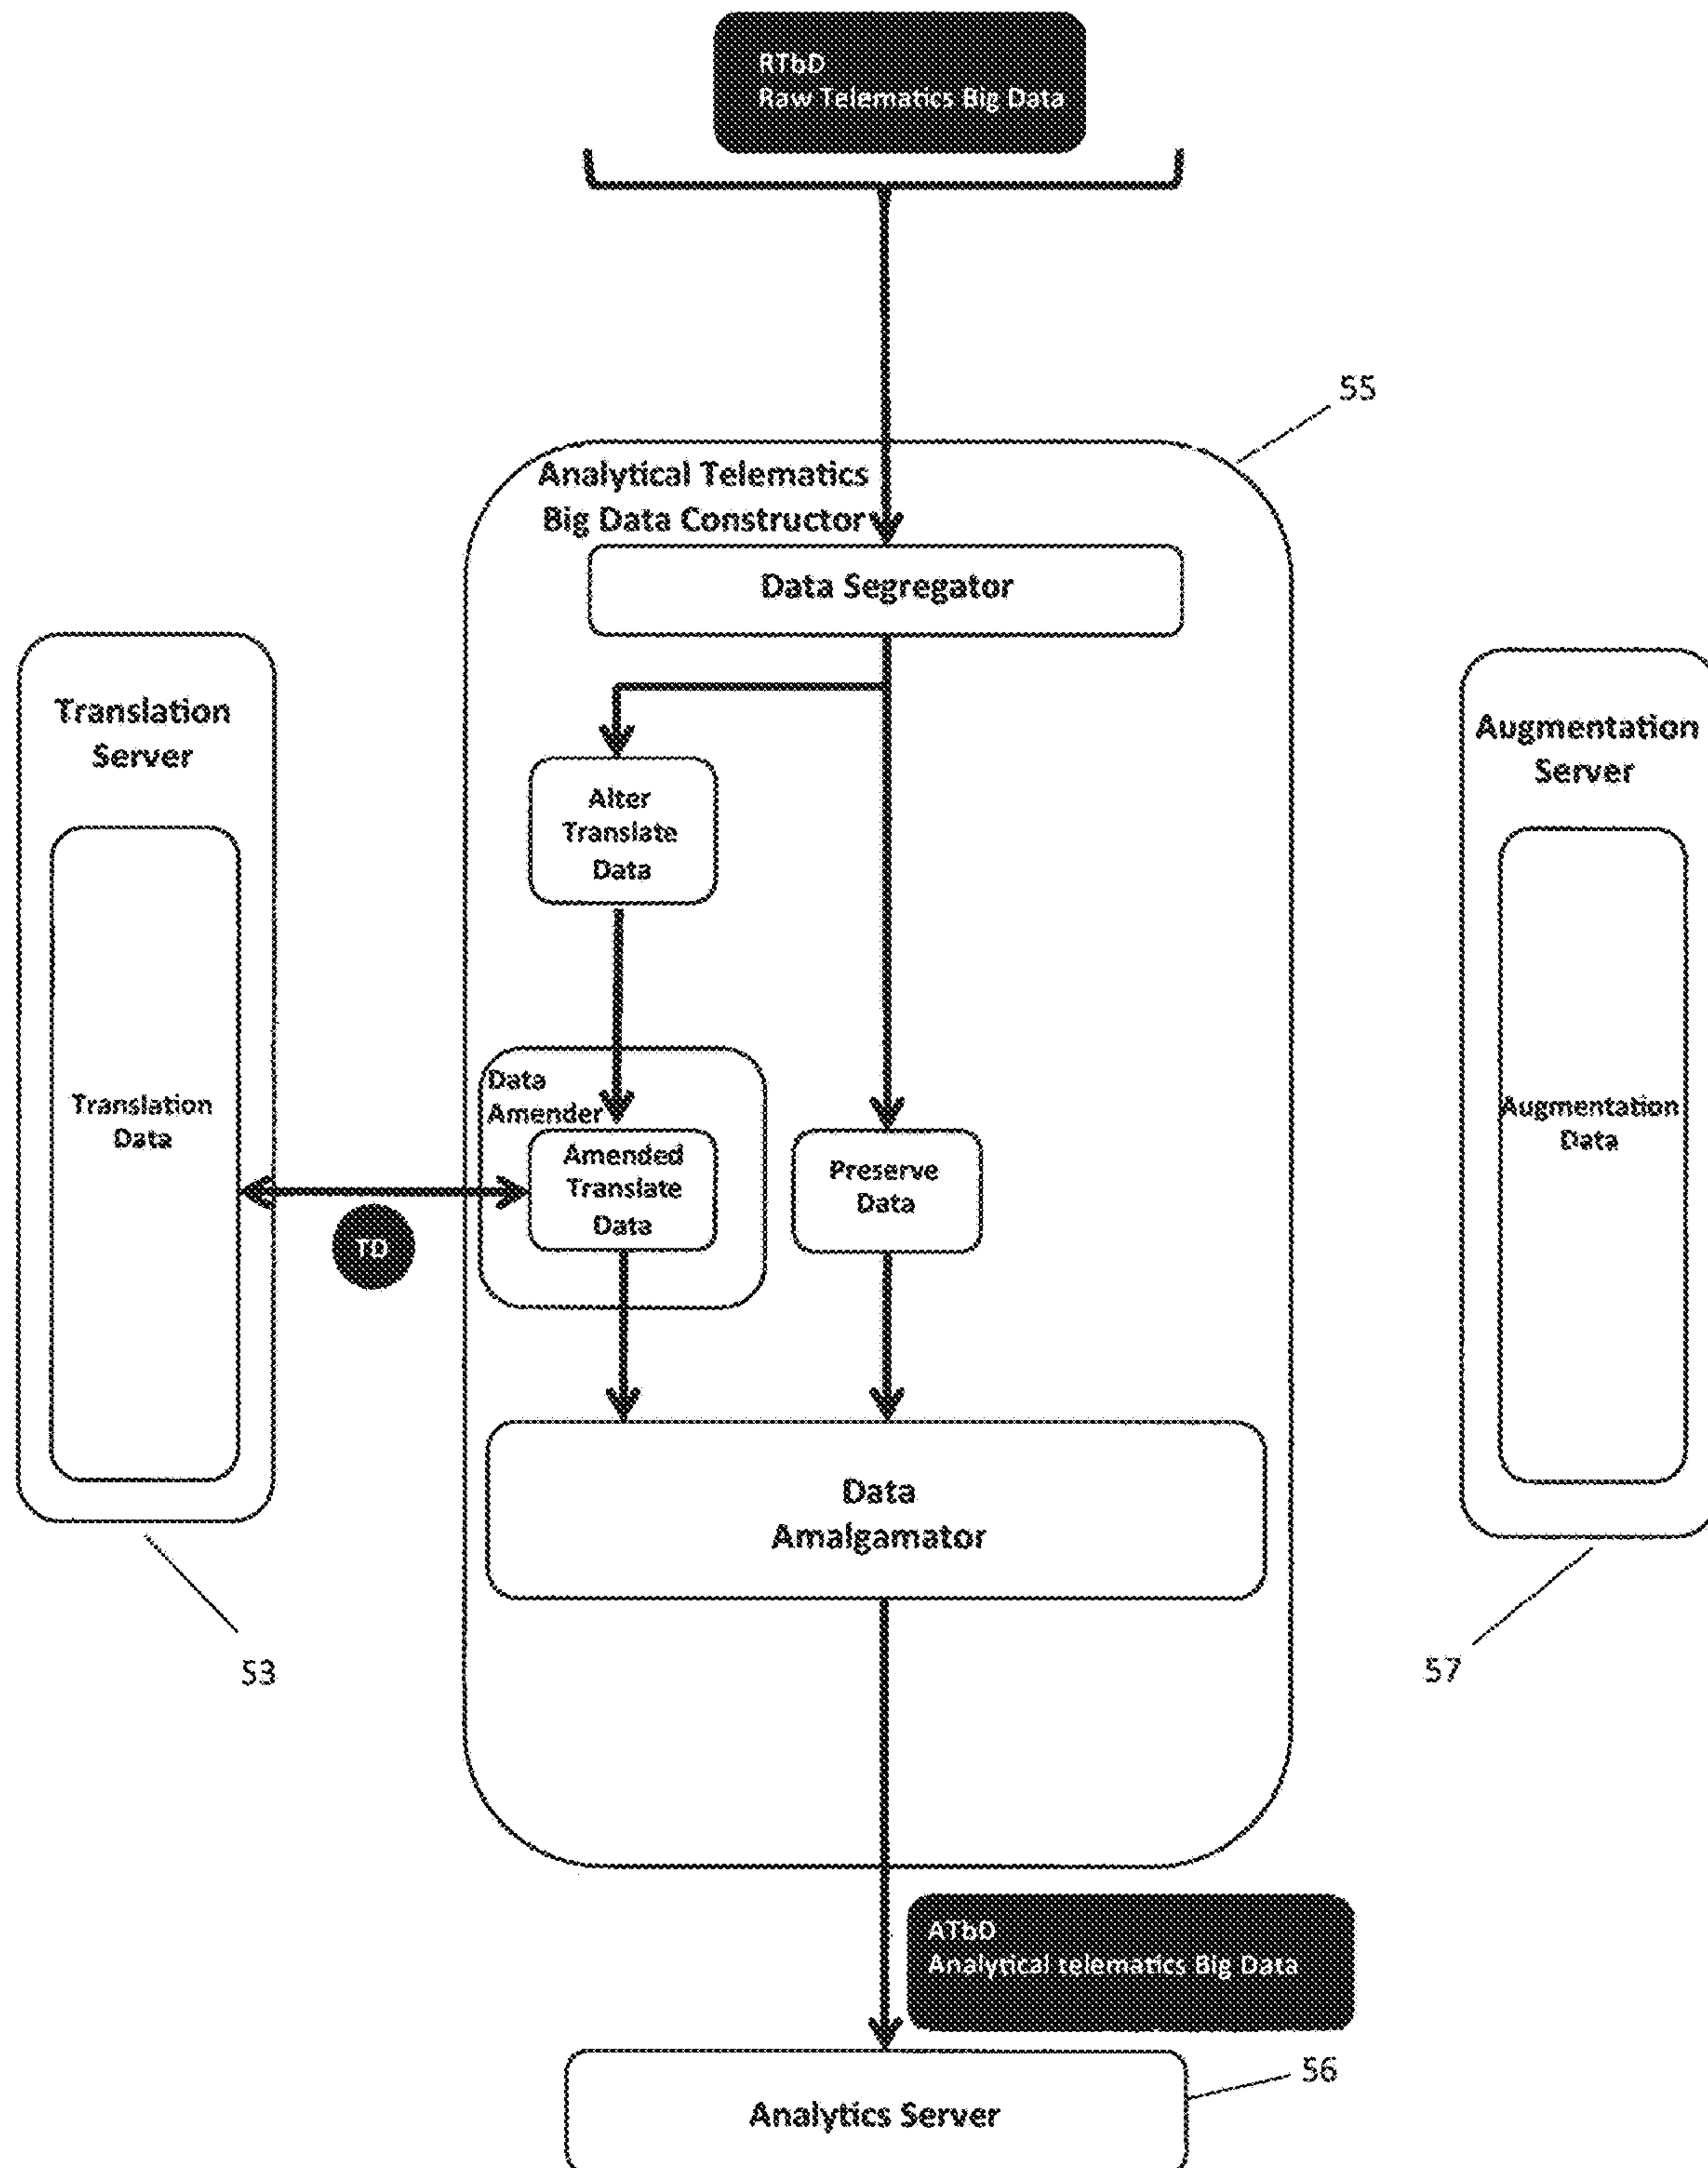 RTbD
Raw Telematics Big Data
55
Analytical Telematics
Big Data Constructor
Data Segregator
Translation
Server
Augmentation
Server
Alter
Translate
Data
Data
Amender
Translation
Data
Augmentation
Data
Amended
Translate
Data
Preserve
Data
TD
Data
Amalgamator
53
57
ATbD
Analytical telematics Big Data
56
Analytics Server